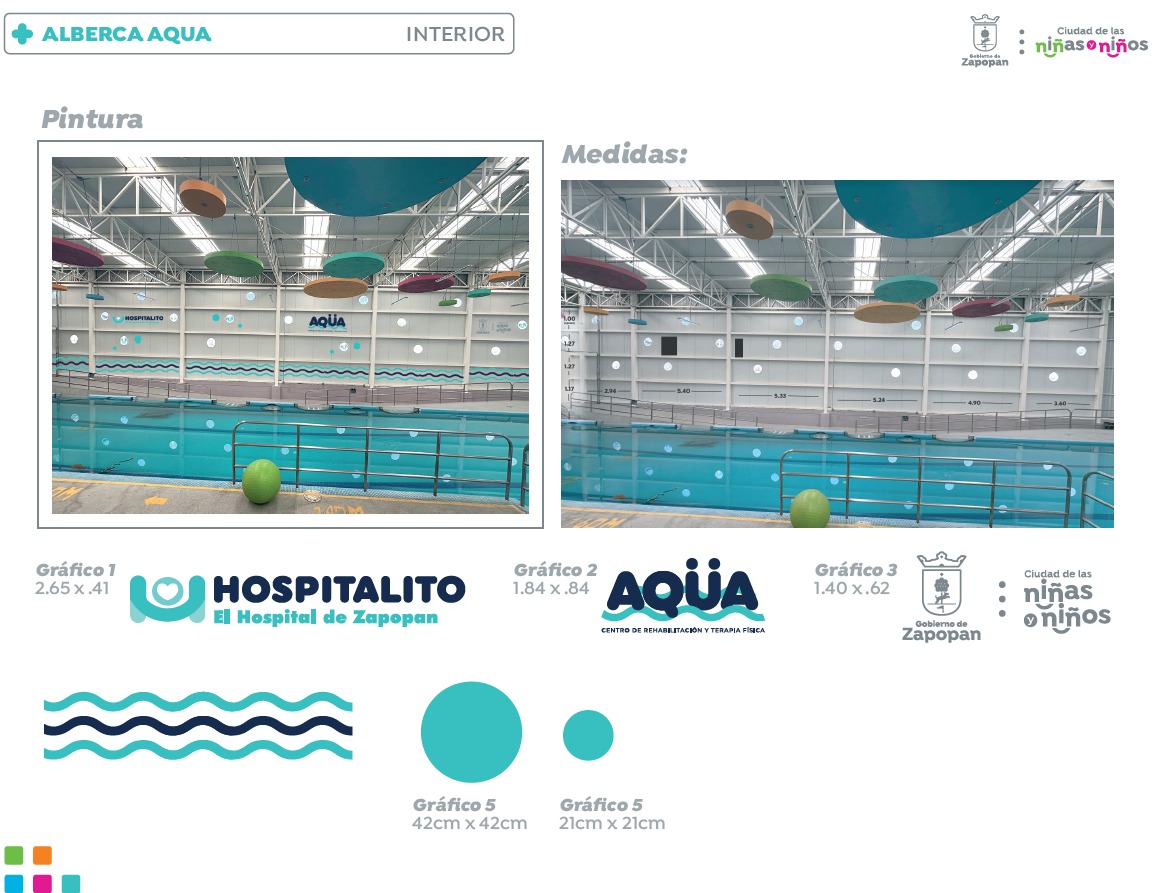 ALBERCA AQUA
INTERIOR
Gobierno de
Zapopan
Ciudad de las
niñas y niños
Pintura
Medidas:
HOSPITALITO
AQÜA
1.00
1.27
1.27
1.17
2.94
5.40
5.33
5.24
4.90
3.60
Gráfico 1
2.65 x .41
HOSPITALITO
El Hospital de Zapopan
Gráfico 2
1.84 x .84
AQÜA
CENTRO DE REHABILITACIÓN Y TERAPIA FÍSICA
Gráfico 3
1.40 x .62
Gobierno de
Zapopan
Ciudad de las
niñas
y niños
Gráfico 5
42cm x 42cm
Gráfico 5
21cm x 21cm